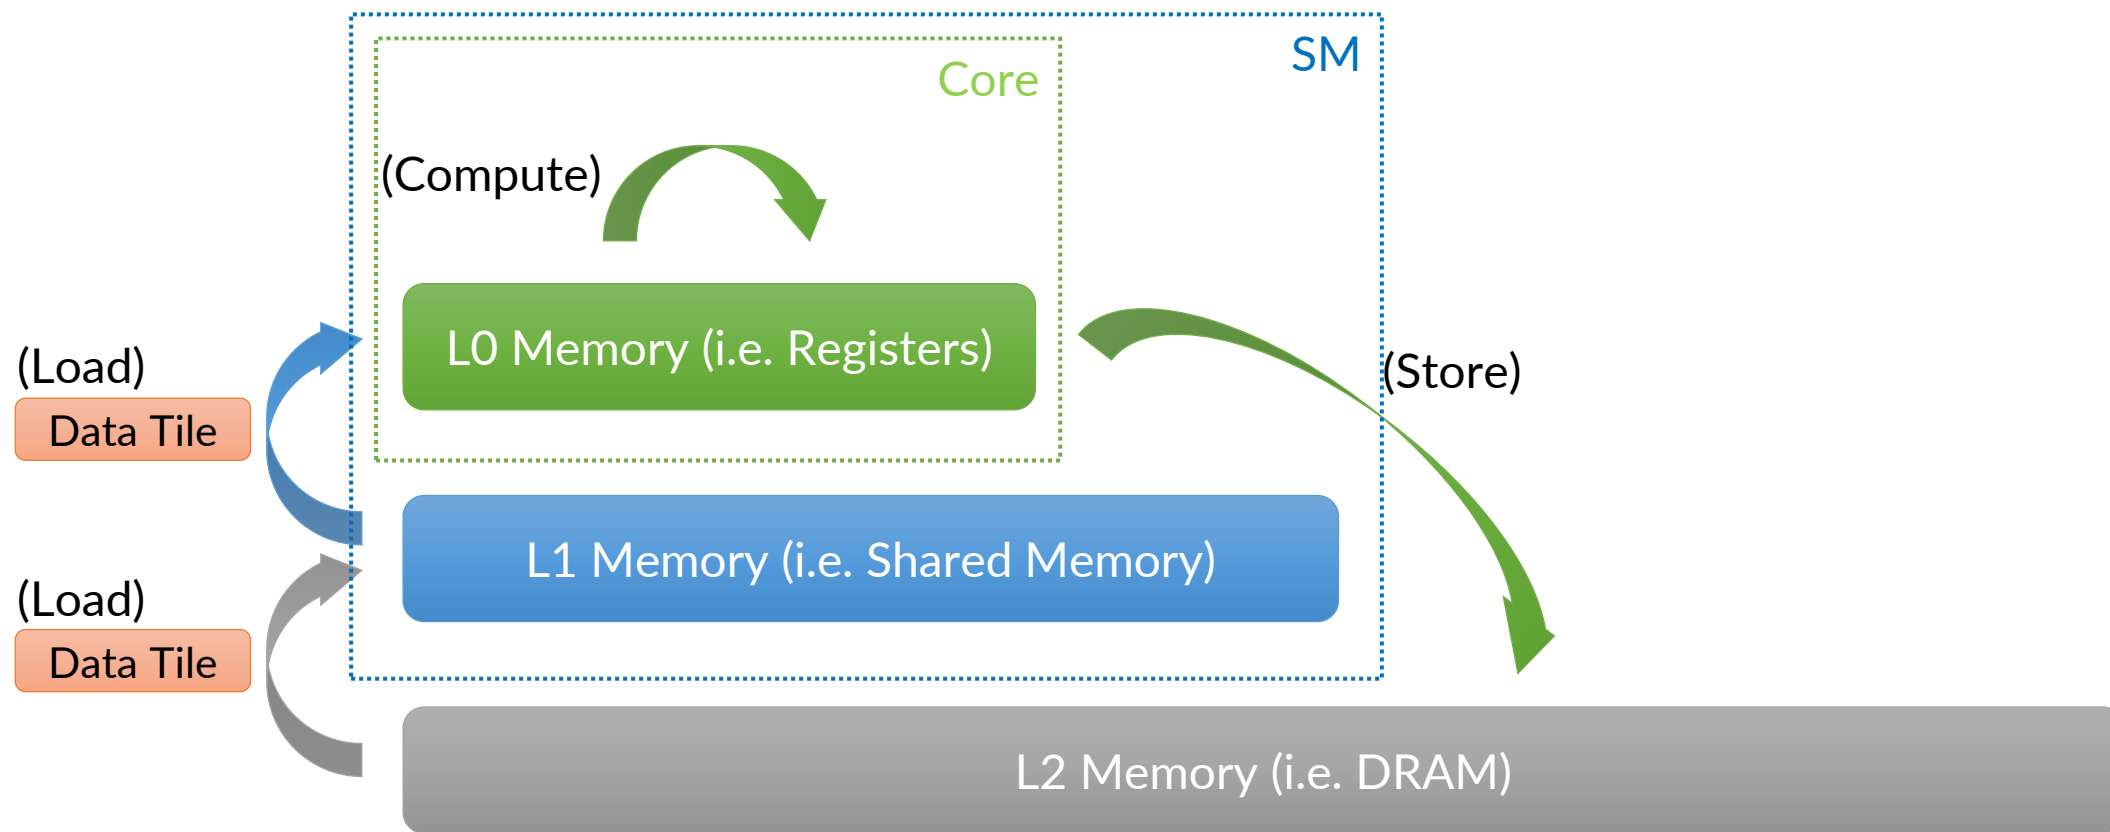 SM
Core
(Compute)
L0 Memory (i.e. Registers)
(Load)
Data Tile
(Store)
L1 Memory (i.e. Shared Memory)
(Load)
Data Tile
L2 Memory (i.e. DRAM)